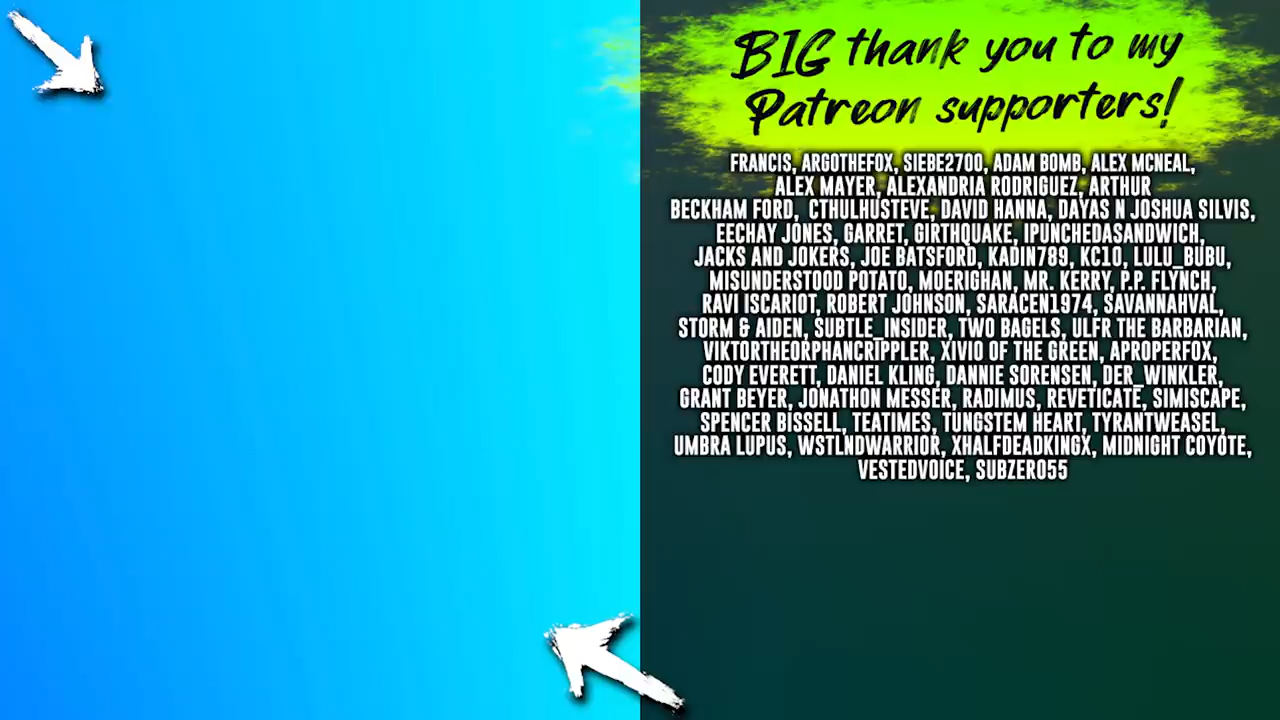 BIG thank you to my
Patreon supporters!
FRANCIS, ARGOTHEFOX, SIEBE2700, ADAM BOMB, ALEX MCNEAL,
ALEX MAYER, ALEXANDRIA RODRIGUEZ, ARTHUR
BECKHAM FORD, CTHULHUSTEVE, DAVID HANNA, DAYAS N JOSHUA SILVIS,
EECHAY JONES, GARRET, GIRTHQUAKE, IPUNCHEDASANDWICH,
JACKS AND JOKERS, JOE BATSFORD, KADIN789, KC10, LULU_BUBU,
MISUNDERSTOOD POTATO, MOERIGHAN, MR. KERRY, P.P. FLYNCH,
RAVI ISCARIOT, ROBERT JOHNSON, SARACEN1974, SAVANNAHVAL,
STORM & AIDEN, SUBTLE_INSIDER, TWO BAGELS, ULFR THE BARBARIAN,
VIKTORTHEORPHANCRIPPLER, XIVIO OF THE GREEN, APROPERFOX,
CODY EVERETT, DANIEL KLING, DANNIE SORENSEN, DER_WINKLER,
GRANT BEYER, JONATHON MESSER, RADIMUS, REVETICATE, SIMISCAPE,
SPENCER BISSELL, TEATIMES, TUNGSTEM HEART, TYRANTWEASEL,
UMBRA LUPUS, WSTLNDWARRIOR, XHALFDEADKINGX, MIDNIGHT COYOTE,
VESTEDVOICE, SUBZERO55